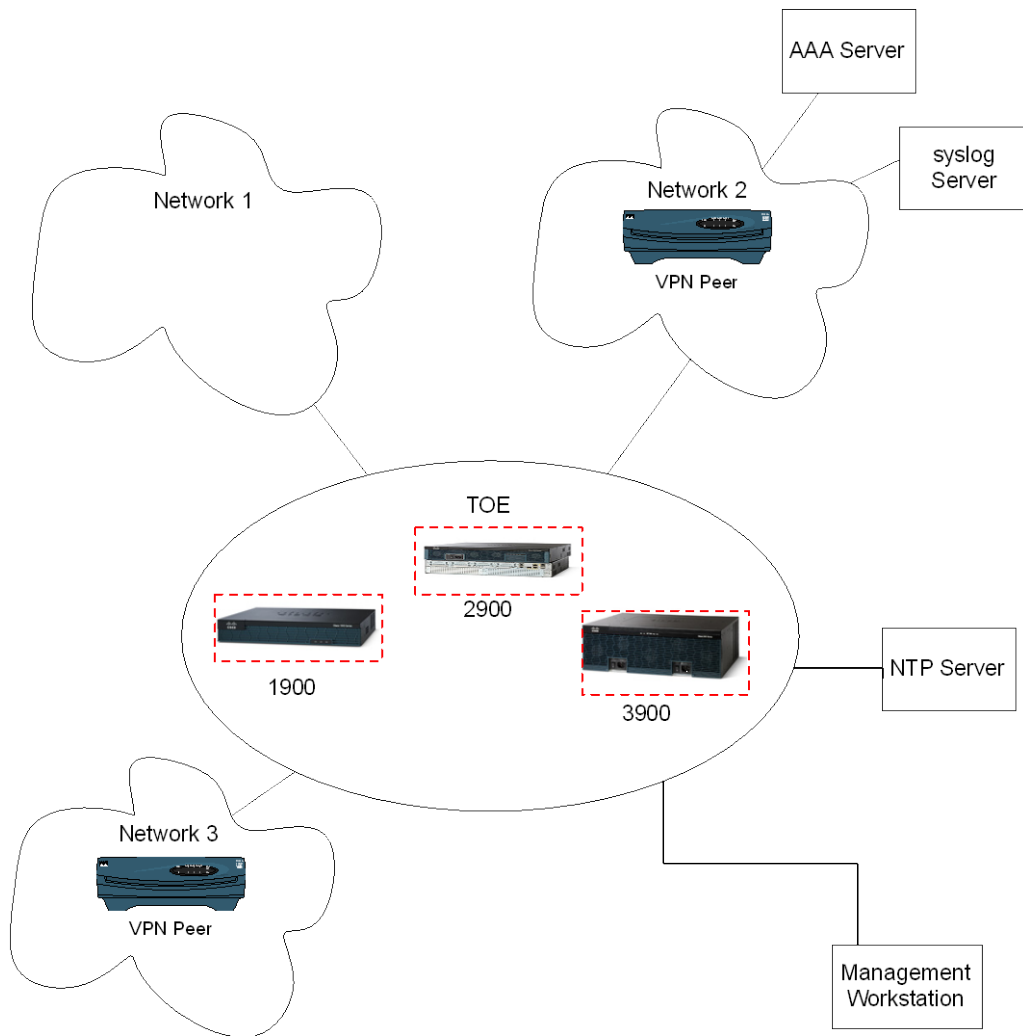 AAA Server
syslog
Server
Network 1
Network 2
VPN Peer
TOE
2900
1900
3900
NTP Server
Network 3
VPN Peer
Management
Workstation